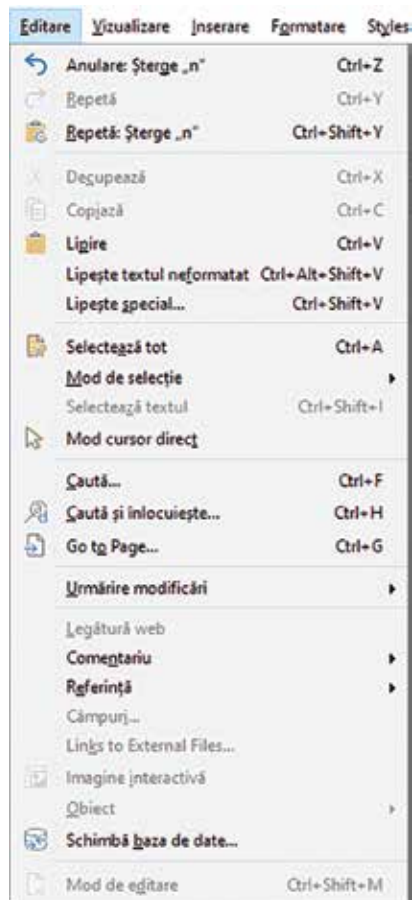 Editare Vizualizare Inserare Formatare Styles
Anulare: Șterge „n” Ctrl+Z
Repetă Ctrl+Y
Repetă: Șterge „n” Ctrl+Shift+Y
Decupează Ctrl+X
Copiază Ctrl+C
Lipire Ctrl+V
Lipește textul neformatat Ctrl+Alt+Shift+V
Lipește special... Ctrl+Shift+V
Selectează tot Ctrl+A
Mod de selecție
Selectează textul Ctrl+Shift+I
Mod cursor direct
Caută... Ctrl+F
Caută și înlocuiește... Ctrl+H
Go to Page... Ctrl+G
Urmărire modificări
Legătură web
Comentariu
Referință
Câmpuri...
Links to External Files...
Imagine interactivă
Obiect
Schimbă baza de date...
Mod de editare Ctrl+Shift+M